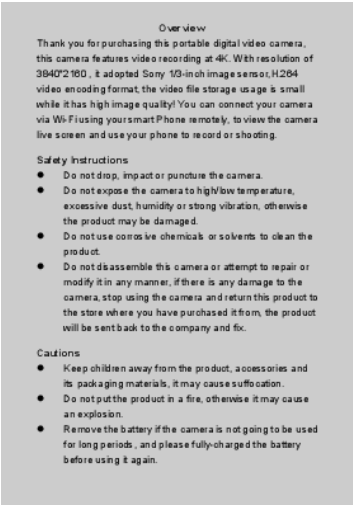 Overview
Thank you for purchasing this portable digital video camera,
this camera features video recording at 4K. With resolution of
3840*2160 , it adopted Sony 1/3-inch image sensor, H.264
video encoding format, the video file storage usage is small
while it has high image quality! You can connect your camera
via Wi-Fi using your smart Phone remotely, to view the camera
live screen and use your phone to record or shooting.
Safety Instructions
● Do not drop, impact or puncture the camera.
● Do not expose the camera to high/low temperature,
excessive dust, humidity or strong vibration, otherwise
the product may be damaged.
● Do not use corrosive chemicals or solvents to clean the
product.
● Do not disassemble this camera or attempt to repair or
modify it in any manner, if there is any damage to the
camera, stop using the camera and return this product to
the store where you have purchased it from, the product
will be sent back to the company and fix.
Cautions
● Keep children away from the product, accessories and
its packaging materials, it may cause suffocation.
● Do not put the product in a fire, otherwise it may cause
an explosion.
● Remove the battery if the camera is not going to be used
for long periods , and please fully-charged the battery
before using it again.